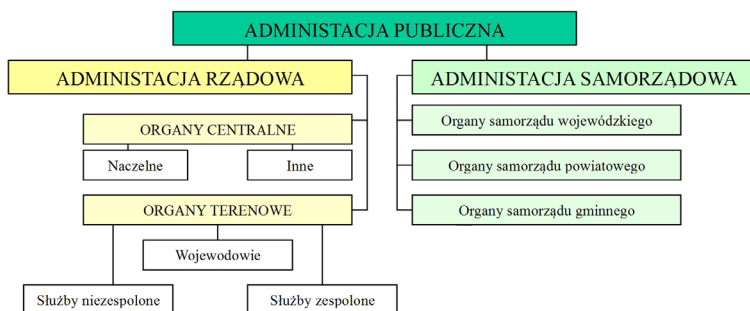 ADMINISTACJA PUBLICZNA
ADMINISTACJA RZĄDOWA
ADMINISTACJA SAMORZĄDOWA
ORGANY CENTRALNE
Naczelne
Inne
ORGANY TERENOWE
Wojewodowie
Służby niezespolone
Służby zespolone
Organy samorządu wojewódzkiego
Organy samorządu powiatowego
Organy samorządu gminnego